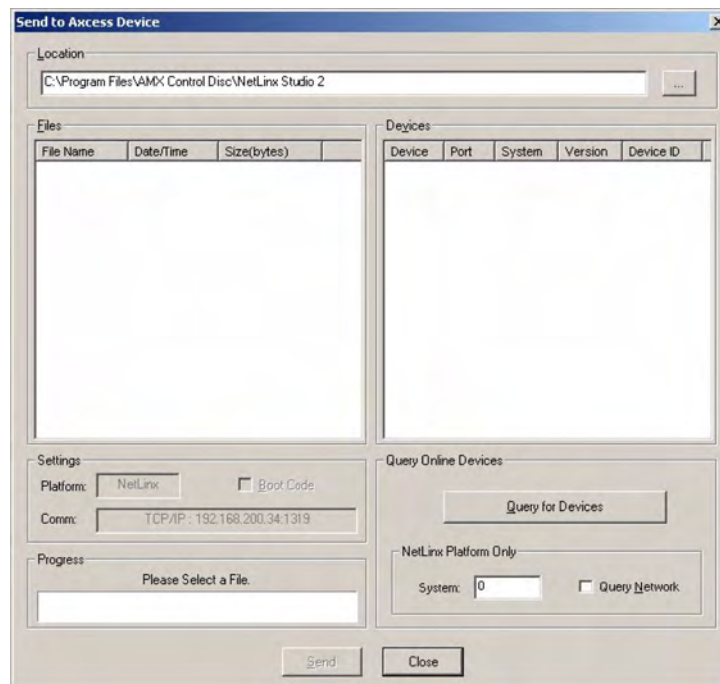 Send to Axcess Device
Location
C:\Program Files\AMX Control Disc\NetLinx Studio 2
...
Files
File Name Date/Time Size(bytes)
Devices
Device Port System Version Device ID
Settings
Platform: NetLinx Boot Code
Comm: TCP/IP : 192.168.200.34:1319
Query Online Devices
Query for Devices
Progress
Please Select a File.
NetLinx Platform Only
System: 0 Query Network
Send Close